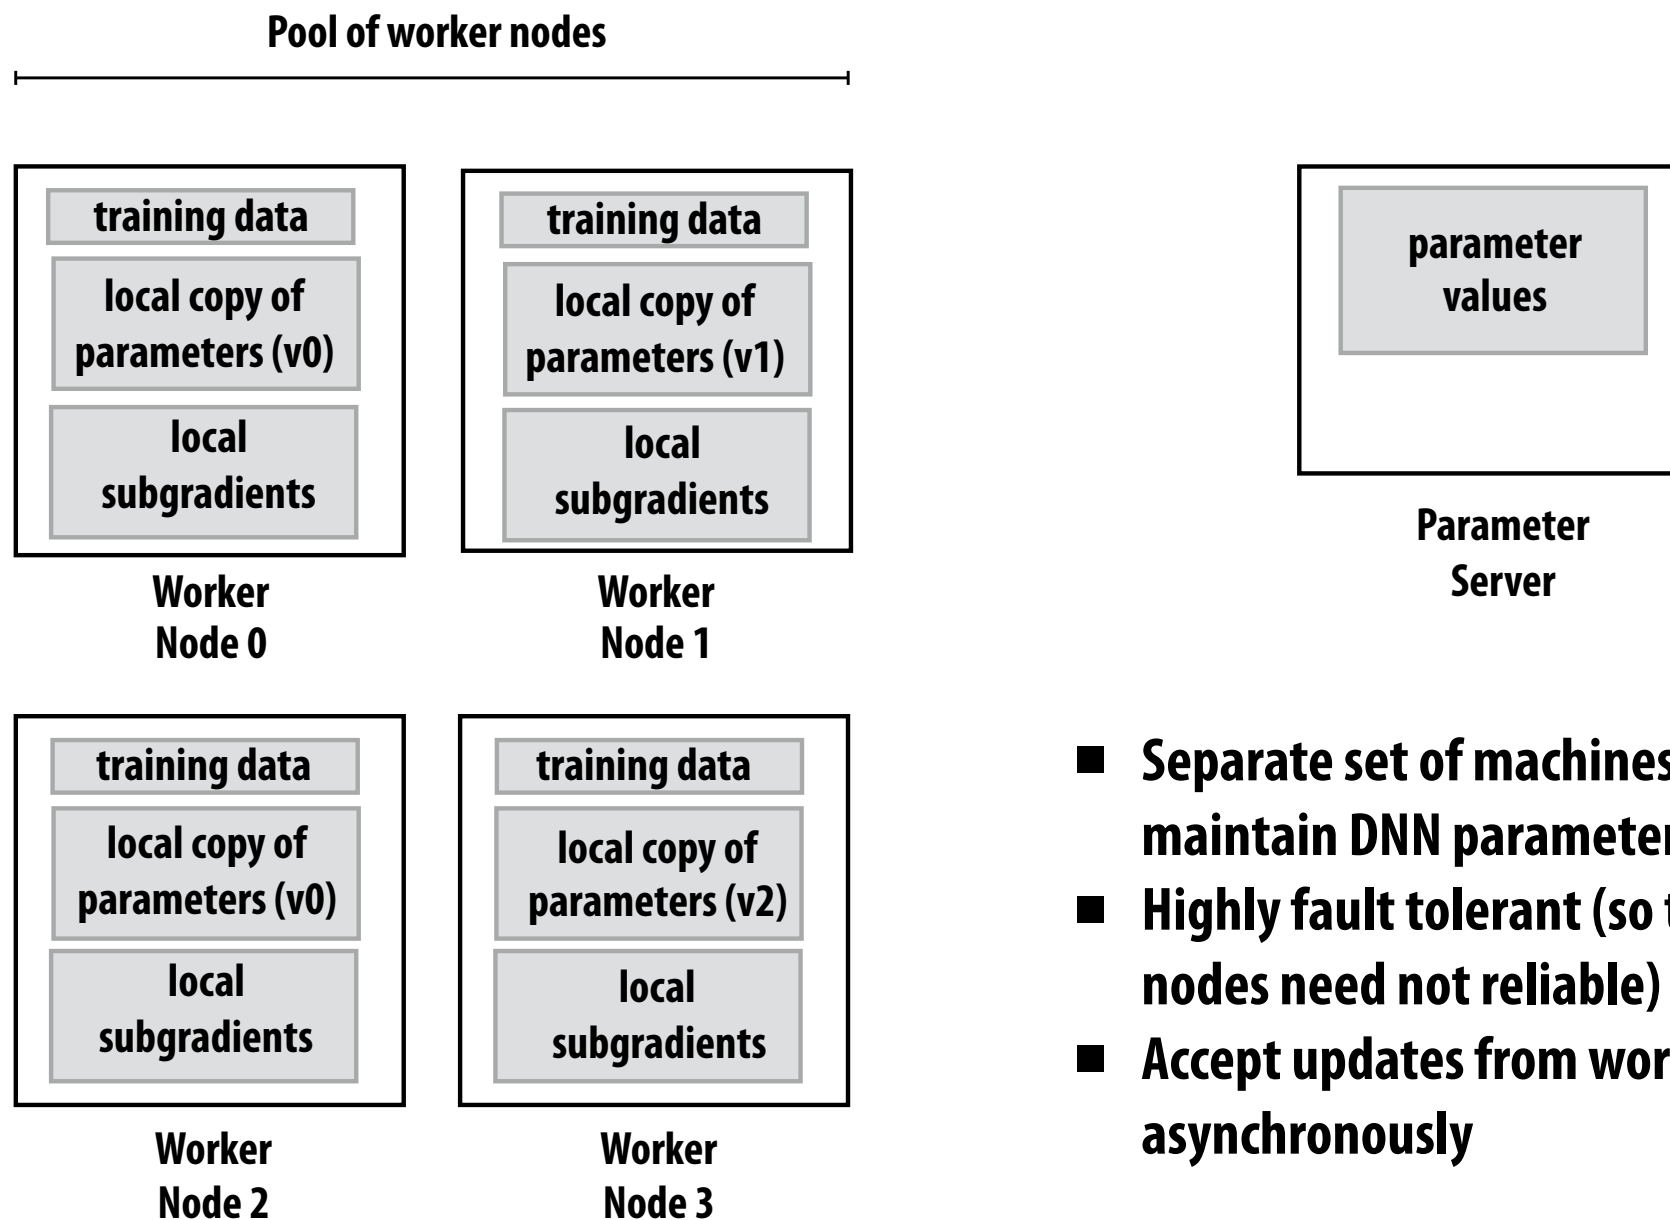 Pool of worker nodes
training data
local copy of
parameters (v0)
local
subgradients
Worker
Node 0
training data
local copy of
parameters (v1)
local
subgradients
Worker
Node 1
parameter
values
Parameter
Server
training data
local copy of
parameters (v0)
local
subgradients
Worker
Node 2
training data
local copy of
parameters (v2)
local
subgradients
Worker
Node 3
■ Separate set of machines
maintain DNN
■ Highly fault tolerant (so
nodes need not reliable)
■ Accept updates from
asynchronously